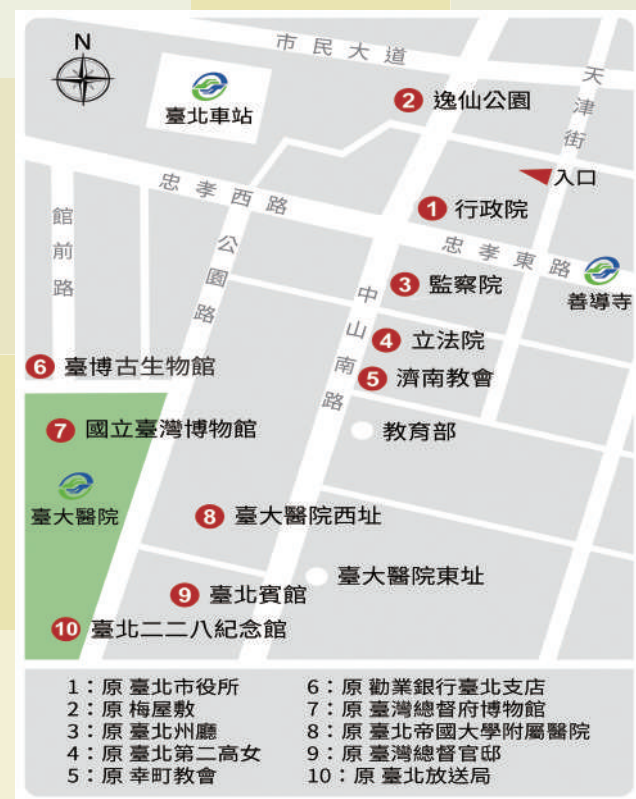 N
市民大道
天津街
臺北車站
2 逸仙公園
入口
1 行政院
忠孝西路
忠孝東路
館前路
公園路
3 監察院
善導寺
中山南路
4 立法院
6 臺博古生物館
5 濟南教會
7 國立臺灣博物館
教育部
臺大醫院
8 臺大醫院西址
臺大醫院東址
9 臺北賓館
10 臺北二二八紀念館
1：原 臺北市役所
2：原 梅屋敷
3：原 臺北州廳
4：原 臺北第二高女
5：原 幸町教會
6：原 勸業銀行臺北支店
7：原 臺灣總督府博物館
8：原 臺北帝國大學附屬醫院
9：原 臺灣總督官邸
10：原 臺北放送局